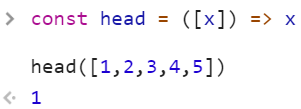 > const head = ([x]) => x
head([1,2,3,4,5])
<· 1